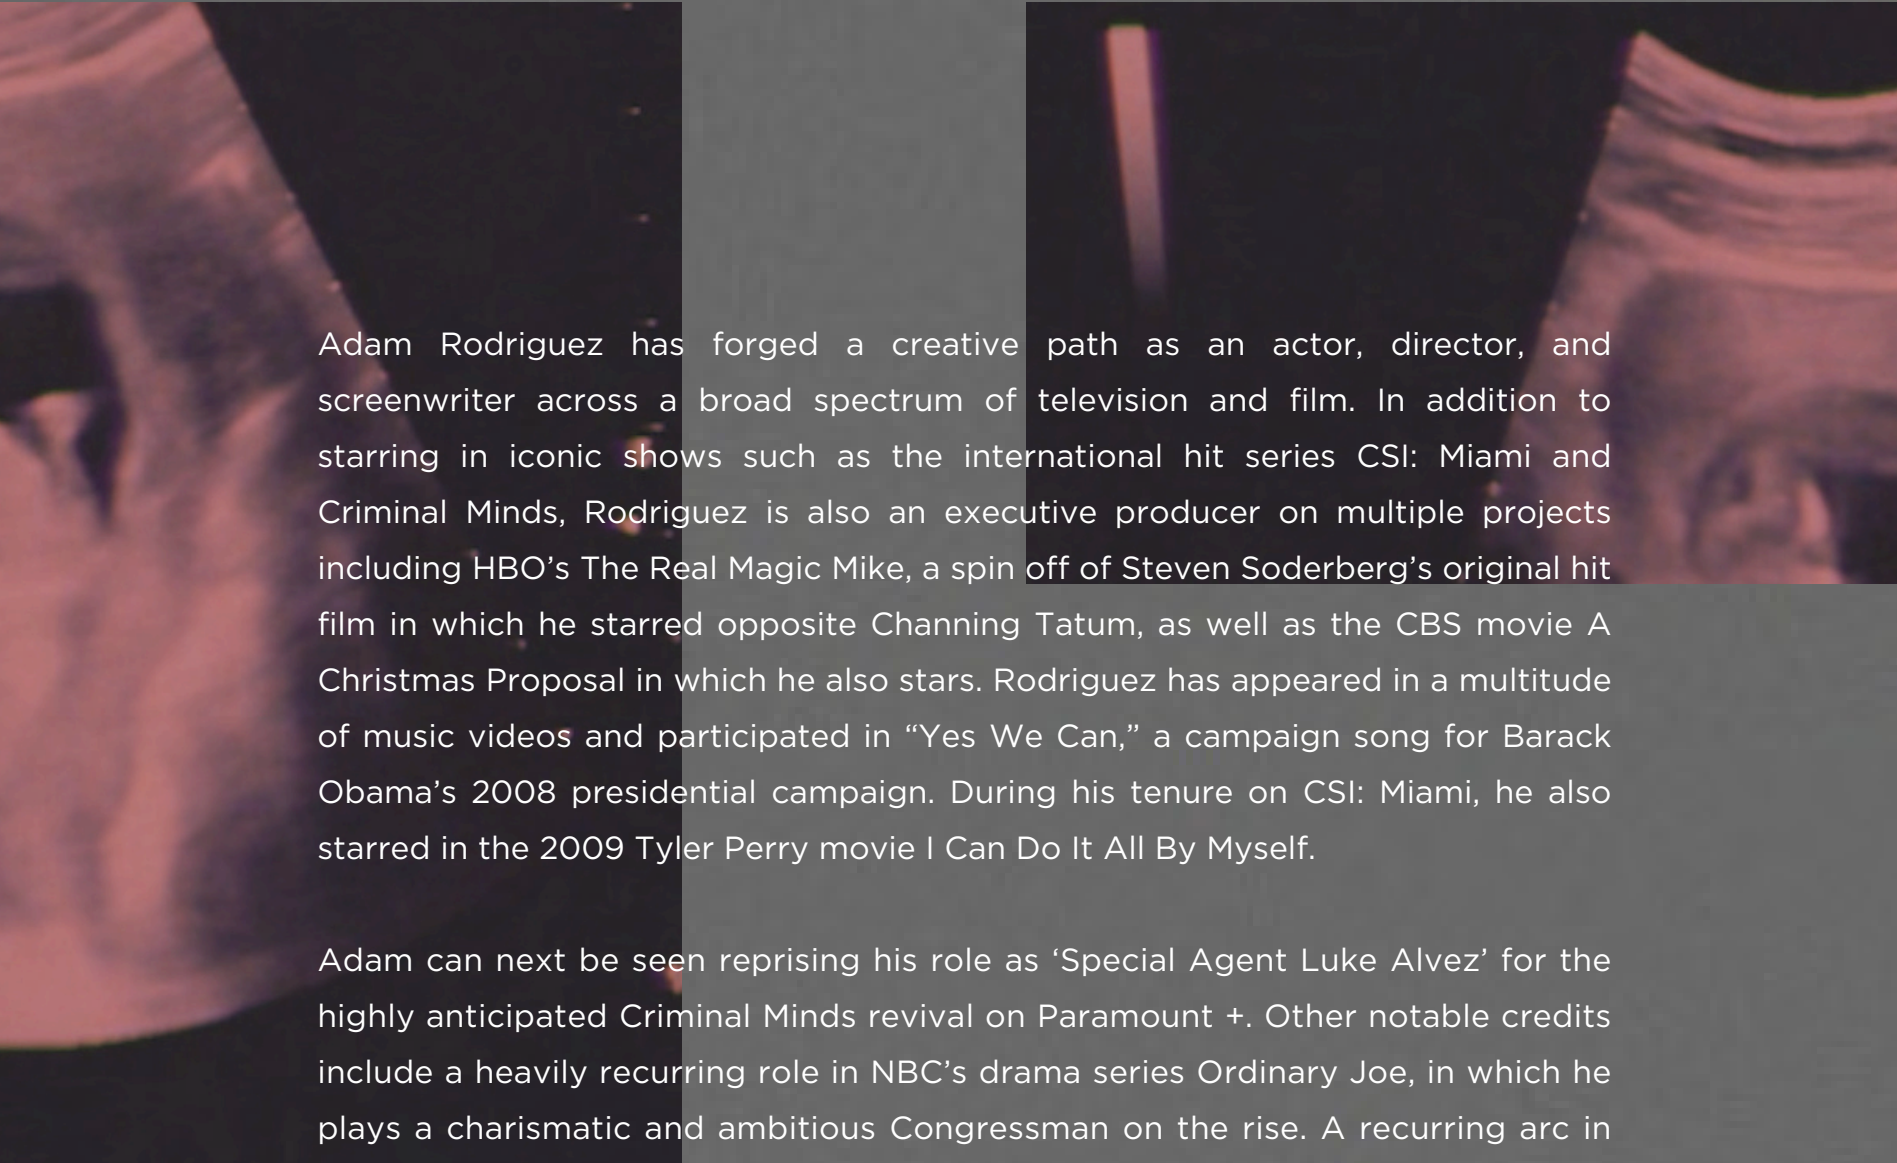 Adam Rodriguez has forged a creative path as an actor, director, and
screenwriter across a broad spectrum of television and film. In addition to
starring in iconic shows such as the international hit series CSI: Miami and
Criminal Minds, Rodriguez is also an executive producer on multiple projects
including HBO’s The Real Magic Mike, a spin off of Steven Soderberg’s original hit
film in which he starred opposite Channing Tatum, as well as the CBS movie A
Christmas Proposal in which he also stars. Rodriguez has appeared in a multitude
of music videos and participated in “Yes We Can,” a campaign song for Barack
Obama’s 2008 presidential campaign. During his tenure on CSI: Miami, he also
starred in the 2009 Tyler Perry movie I Can Do It All By Myself.
Adam can next be seen reprising his role as ‘Special Agent Luke Alvez’ for the
highly anticipated Criminal Minds revival on Paramount +. Other notable credits
include a heavily recurring role in NBC’s drama series Ordinary Joe, in which he
plays a charismatic and ambitious Congressman on the rise. A recurring arc in